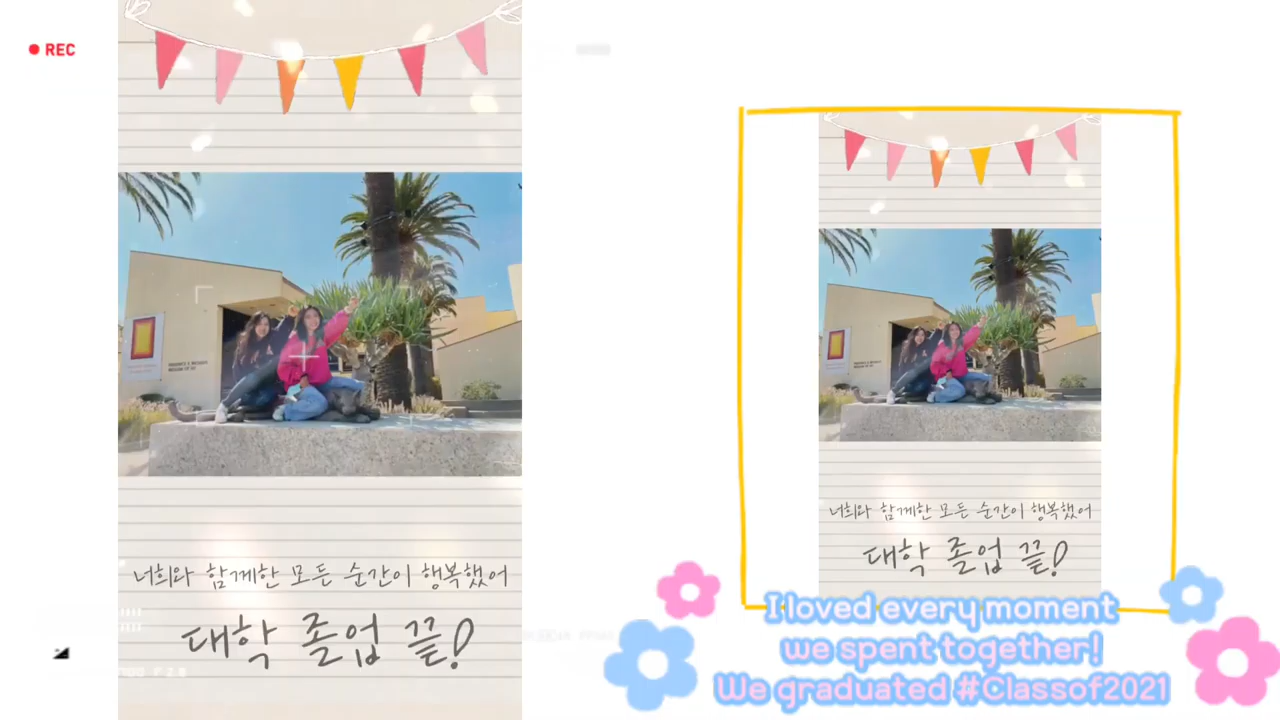 REC
너희와 함께한 모든 순간이 행복했어
대학 졸업 끝!
너희와 함께한 모든 순간이 행복했어
대학 졸업 끝!
I loved every moment
we spent together!
We graduated #Classof2021